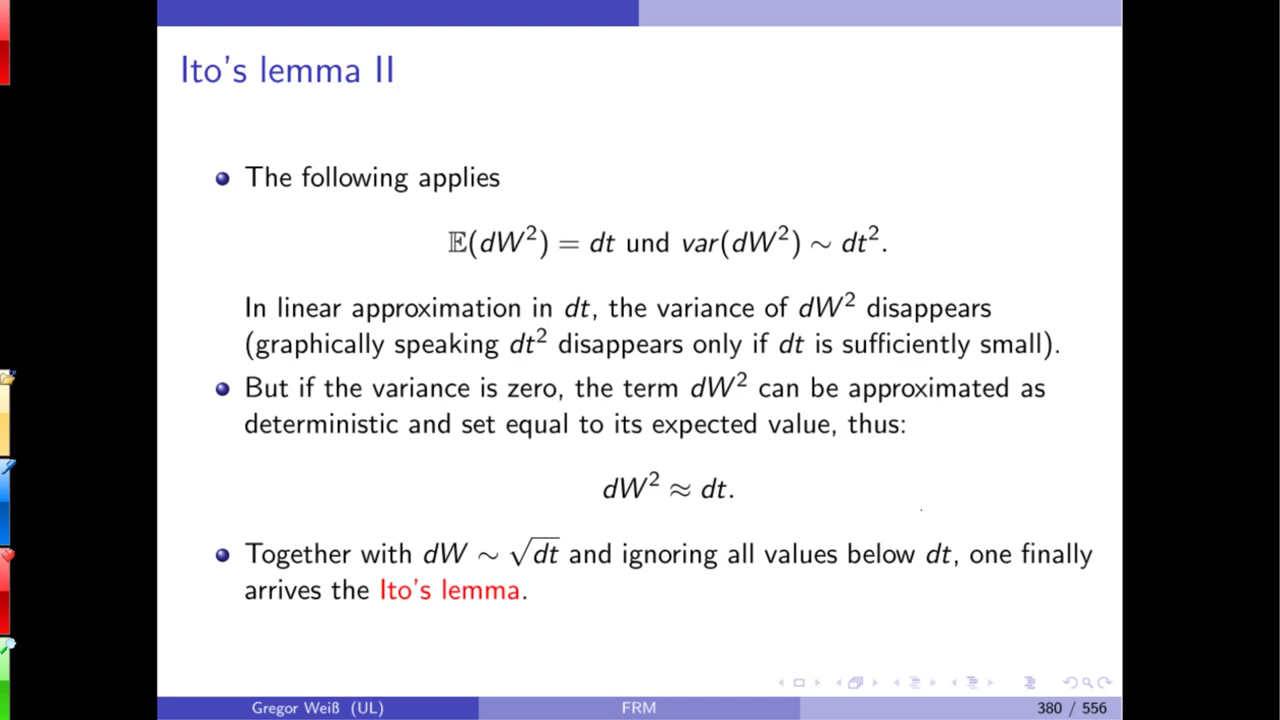 Ito's lemma II
The following applies
𝔼(dW²) = dt und var(dW²) ∼ dt².
In linear approximation in dt, the variance of dW² disappears
(graphically speaking dt² disappears only if dt is sufficiently small).
But if the variance is zero, the term dW² can be approximated as
deterministic and set equal to its expected value, thus:
dW² ≈ dt.
Together with dW ∼ √dt and ignoring all values below dt, one finally
arrives the Ito's lemma.
Gregor Weiß (UL) FRM 380 / 556